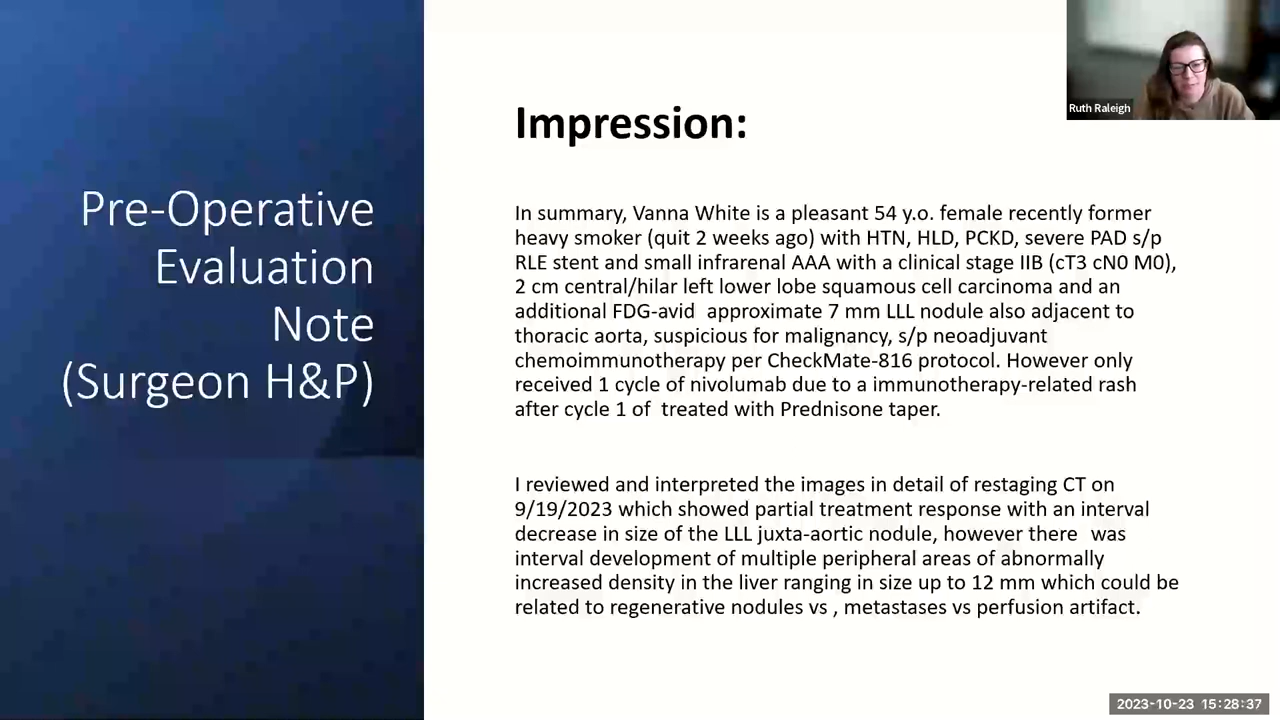 Pre-Operative
Evaluation
Note
(Surgeon H&P)
Impression:
In summary, Vanna White is a pleasant 54 y.o. female recently former
heavy smoker (quit 2 weeks ago) with HTN, HLD, PCKD, severe PAD s/p
RLE stent and small infrarenal AAA with a clinical stage IIB (cT3 cN0 M0),
2 cm central/hilar left lower lobe squamous cell carcinoma and an
additional FDG-avid  approximate 7 mm LLL nodule also adjacent to
thoracic aorta, suspicious for malignancy, s/p neoadjuvant
chemoimmunotherapy per CheckMate-816 protocol. However only
received 1 cycle of nivolumab due to a immunotherapy-related rash
after cycle 1 of  treated with Prednisone taper.
I reviewed and interpreted the images in detail of restaging CT on
9/19/2023 which showed partial treatment response with an interval
decrease in size of the LLL juxta-aortic nodule, however there  was
interval development of multiple peripheral areas of abnormally
increased density in the liver ranging in size up to 12 mm which could be
related to regenerative nodules vs , metastases vs perfusion artifact.
Ruth Raleigh
2023-10-23 15:28:37